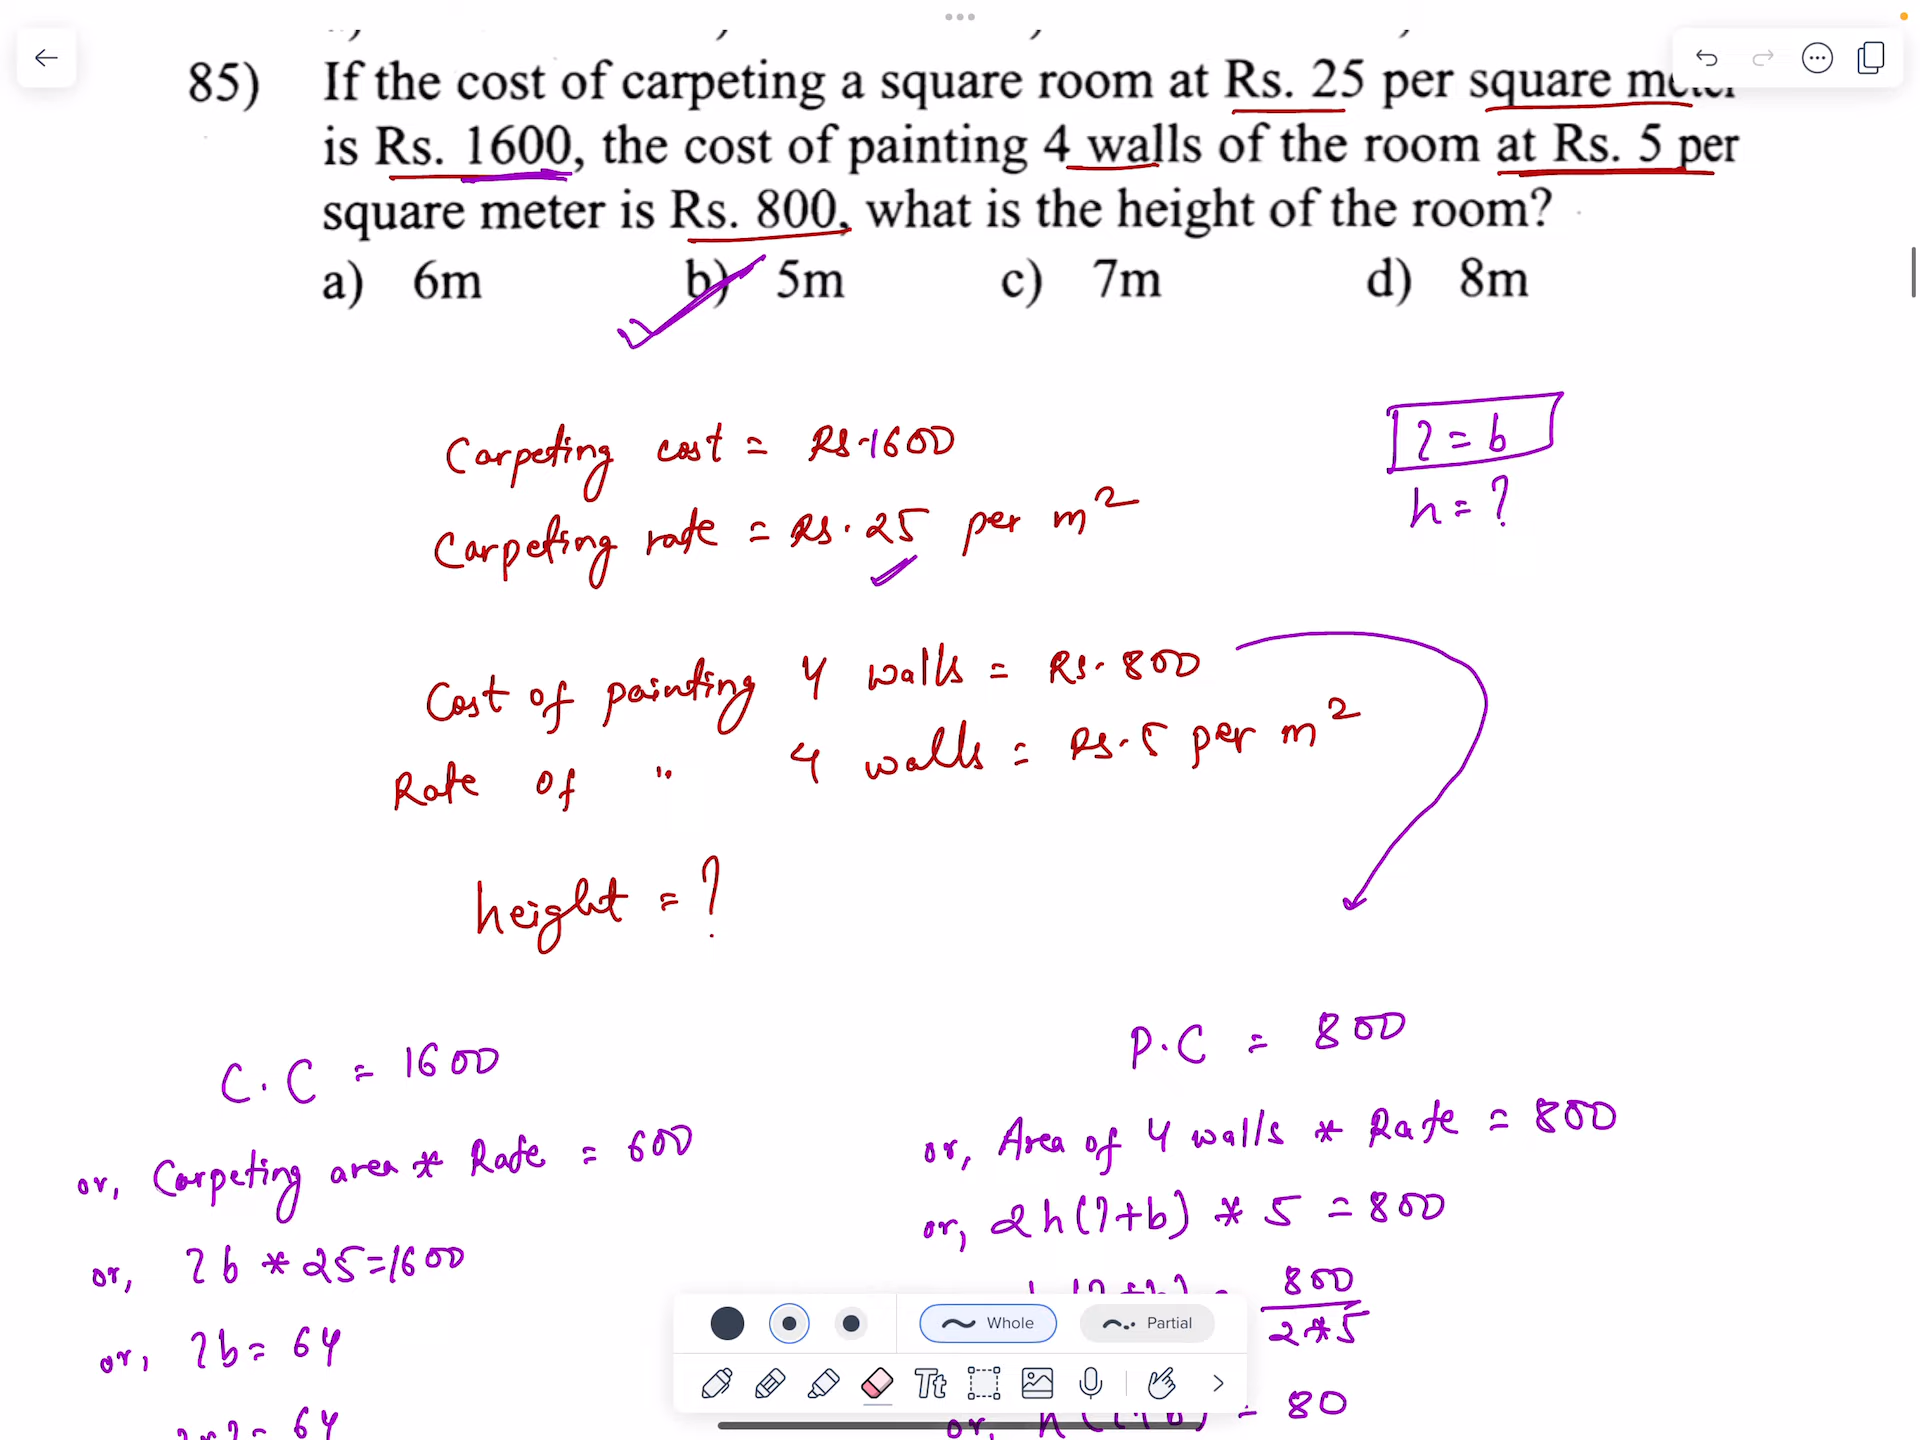 85) If the cost of carpeting a square room at Rs. 25 per square
is Rs. 1600, the cost of painting 4 walls of the room at Rs. 5 per
square meter is Rs. 800, what is the height of the room?
a) 6m b) 5m c) 7m d) 8m
Carpeting cost = Rs. 1600
l = b
Carpeting rate = Rs. 25 per m²
h = ?
Cost of painting 4 walls = Rs. 800
Rate of " 4 walls = Rs. 5 per m²
height = ?
C.C = 1600
or, Carpeting area * Rate = 600
or, lb * 25 = 1600
or, lb = 64
P.C = 800
or, Area of 4 walls * Rate = 800
or, 2h(l+b) * 5 = 800
= 800 / 2*5
or, h(l+b) = 80
Whole Partial
Tt